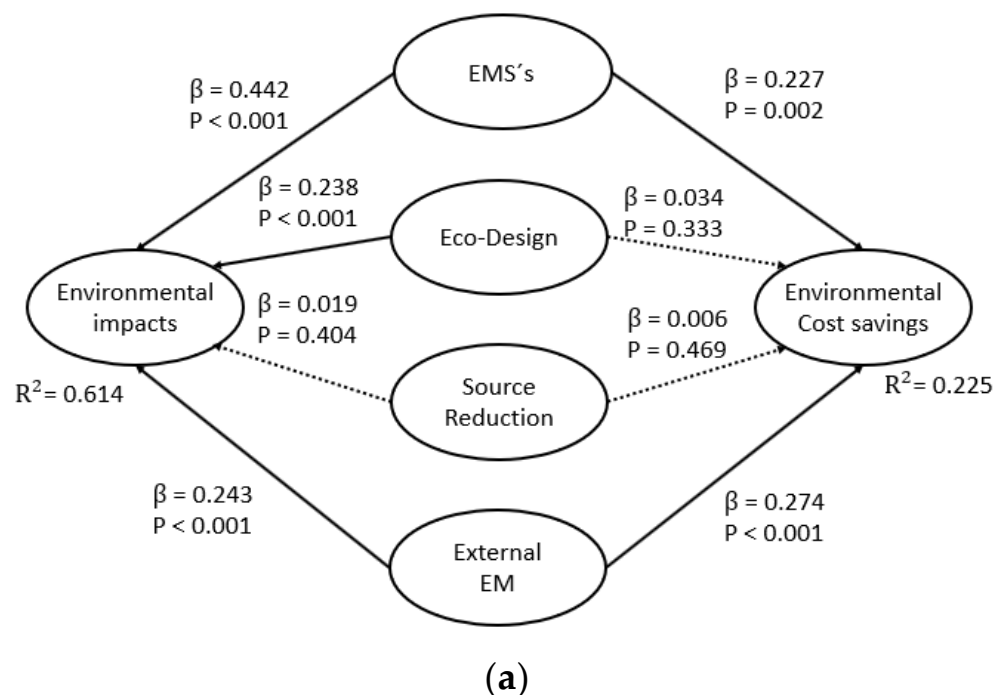 EMS´s
β = 0.442
P < 0.001
β = 0.227
P = 0.002
β = 0.238
P < 0.001
Eco-Design
β = 0.034
P = 0.333
Environmental
impacts
β = 0.019
P = 0.404
β = 0.006
P = 0.469
Environmental
Cost savings
R² = 0.614
Source
Reduction
R² = 0.225
β = 0.243
P < 0.001
External
EM
β = 0.274
P < 0.001
(a)